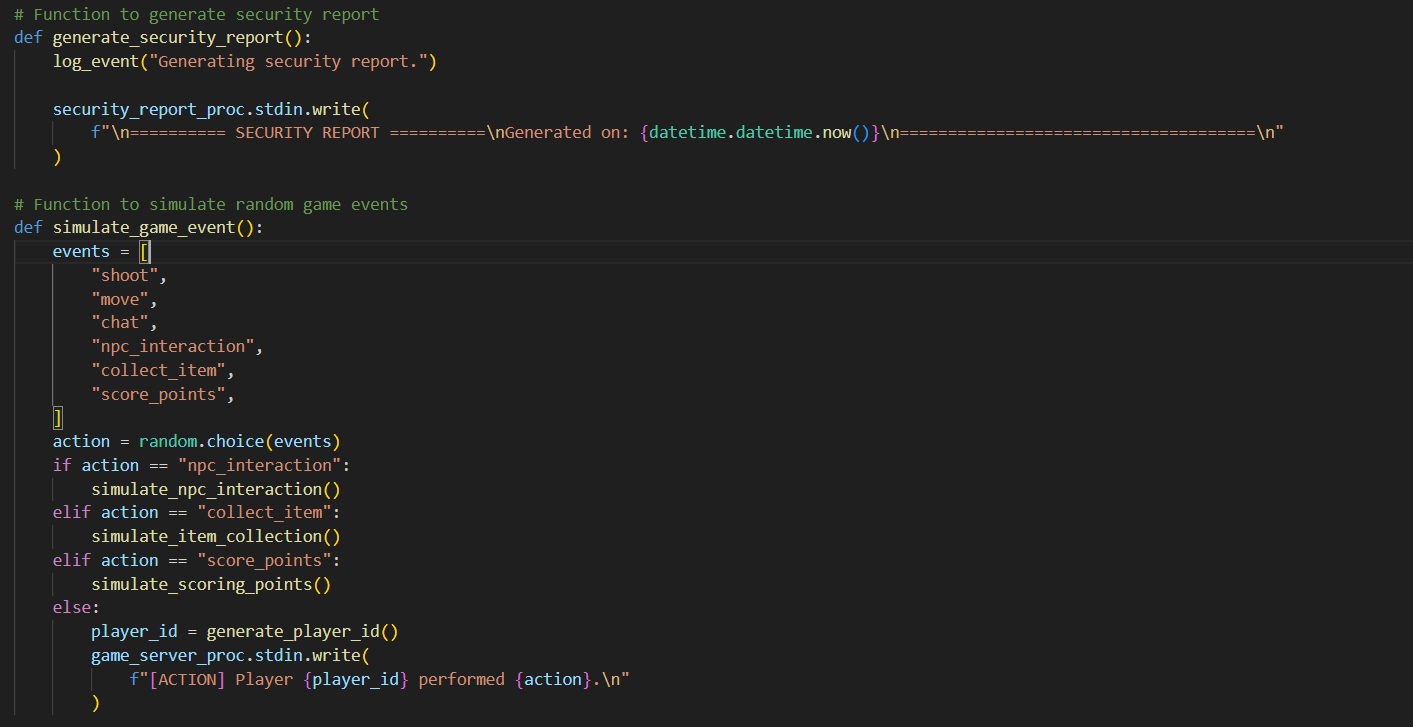 # Function to generate security report
def generate_security_report():
    log_event("Generating security report.")

    security_report_proc.stdin.write(
        f"\n========== SECURITY REPORT ==========\nGenerated on: {datetime.datetime.now()}\n=====================================\n"
    )

# Function to simulate random game events
def simulate_game_event():
    events = [
        "shoot",
        "move",
        "chat",
        "npc_interaction",
        "collect_item",
        "score_points",
    ]
    action = random.choice(events)
    if action == "npc_interaction":
        simulate_npc_interaction()
    elif action == "collect_item":
        simulate_item_collection()
    elif action == "score_points":
        simulate_scoring_points()
    else:
        player_id = generate_player_id()
        game_server_proc.stdin.write(
            f"[ACTION] Player {player_id} performed {action}.\n"
        )